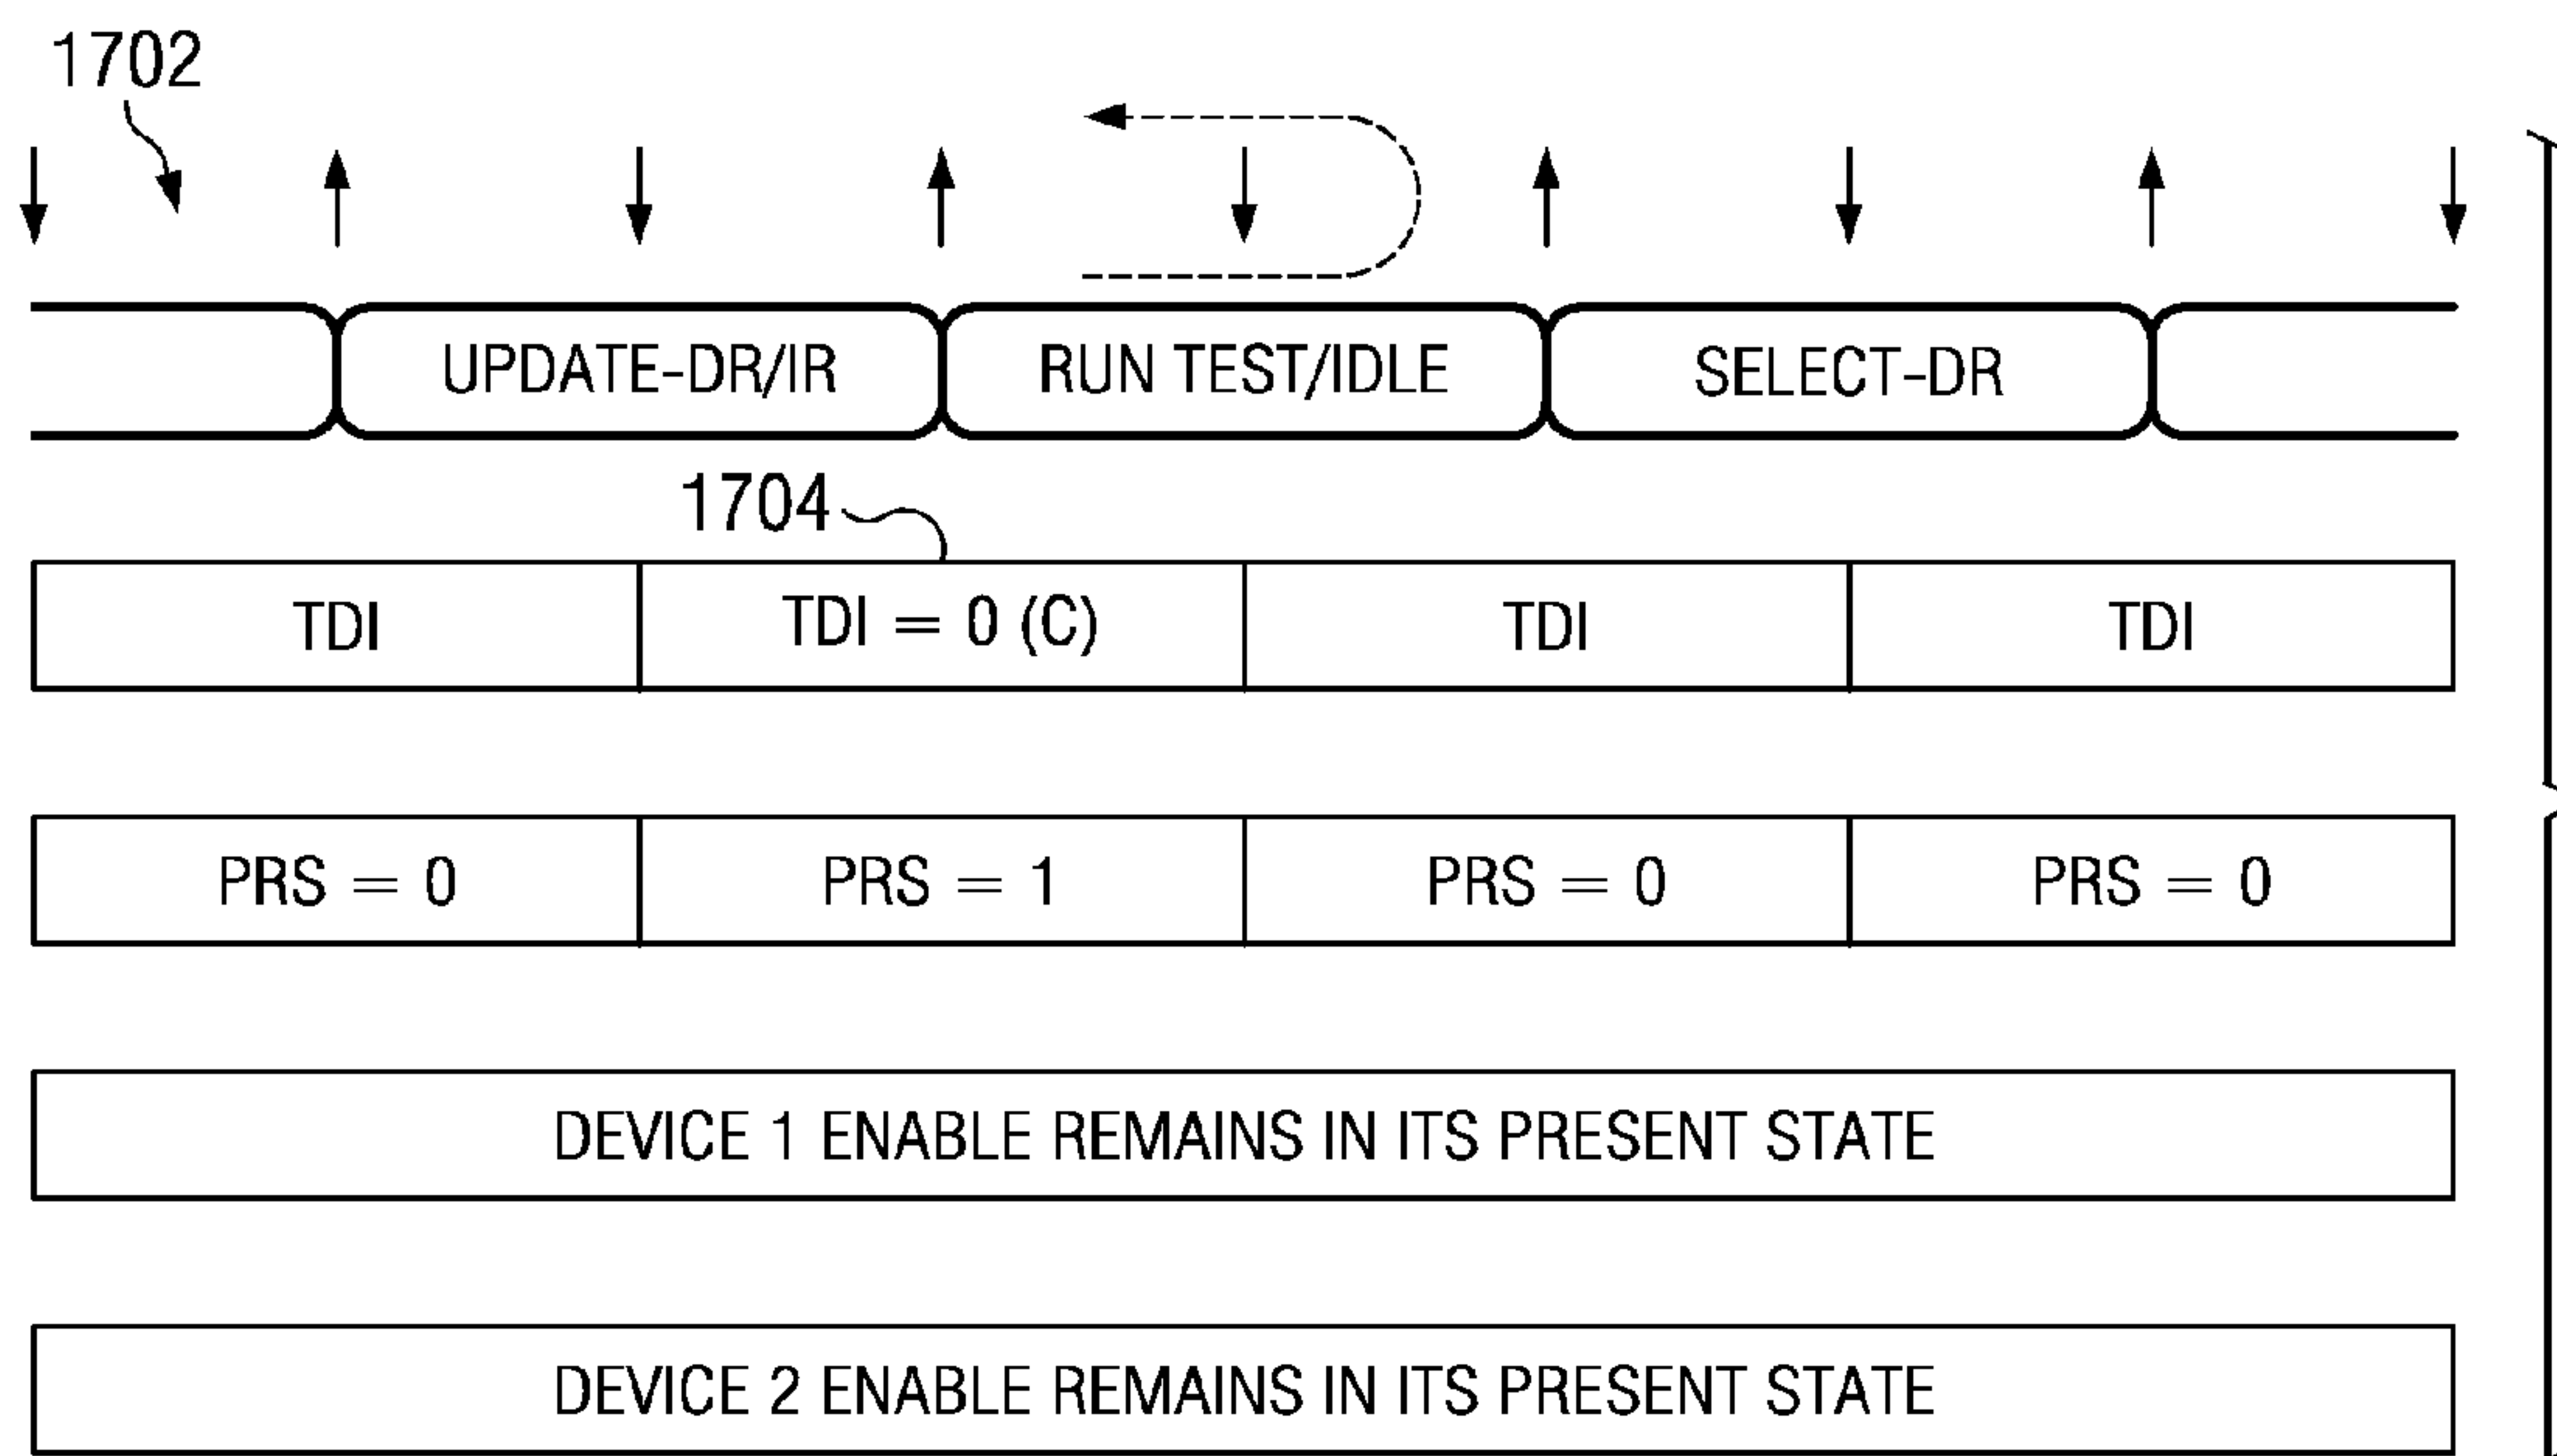 1702
UPDATE-DR/IR RUN TEST/IDLE SELECT-DR
1704
TDI TDI = 0 (C) TDI TDI
PRS = 0 PRS = 1 PRS = 0 PRS = 0
DEVICE 1 ENABLE REMAINS IN ITS PRESENT STATE
DEVICE 2 ENABLE REMAINS IN ITS PRESENT STATE